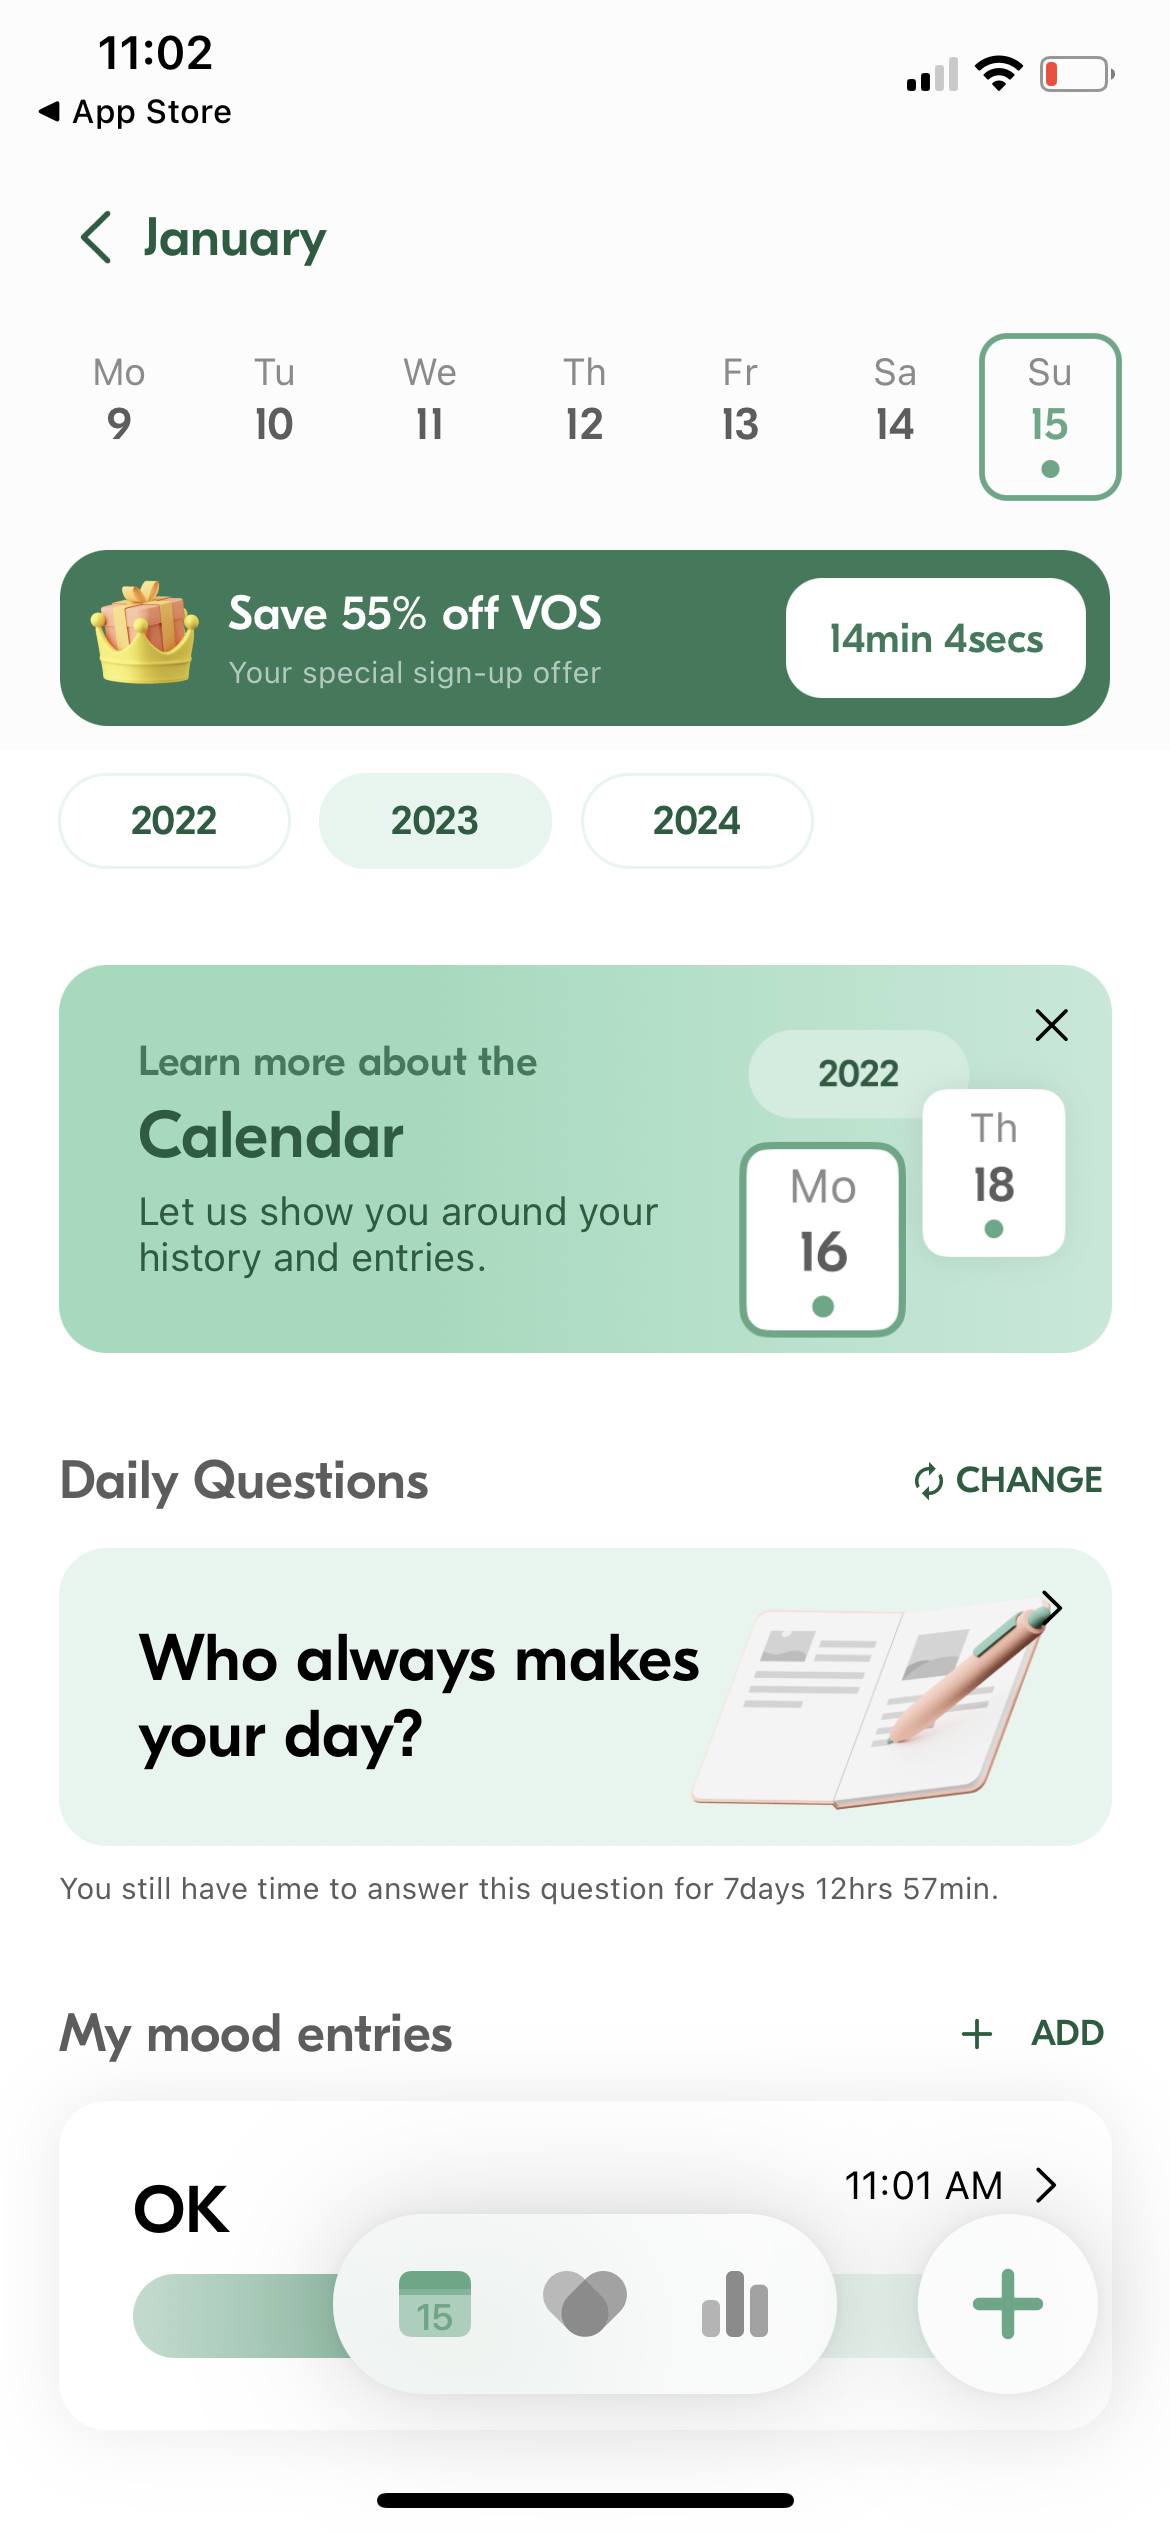 11:02
App Store
January
Mo Tu We Th Fr Sa Su
9 10 11 12 13 14 15
Save 55% off VOS
Your special sign-up offer
14min 4secs
2022 2023 2024
Learn more about the
Calendar
Let us show you around your
history and entries.
2022
Th
18
Mo
16
Daily Questions
CHANGE
Who always makes
your day?
You still have time to answer this question for 7days 12hrs 57min.
My mood entries
+ ADD
OK
11:01 AM
15